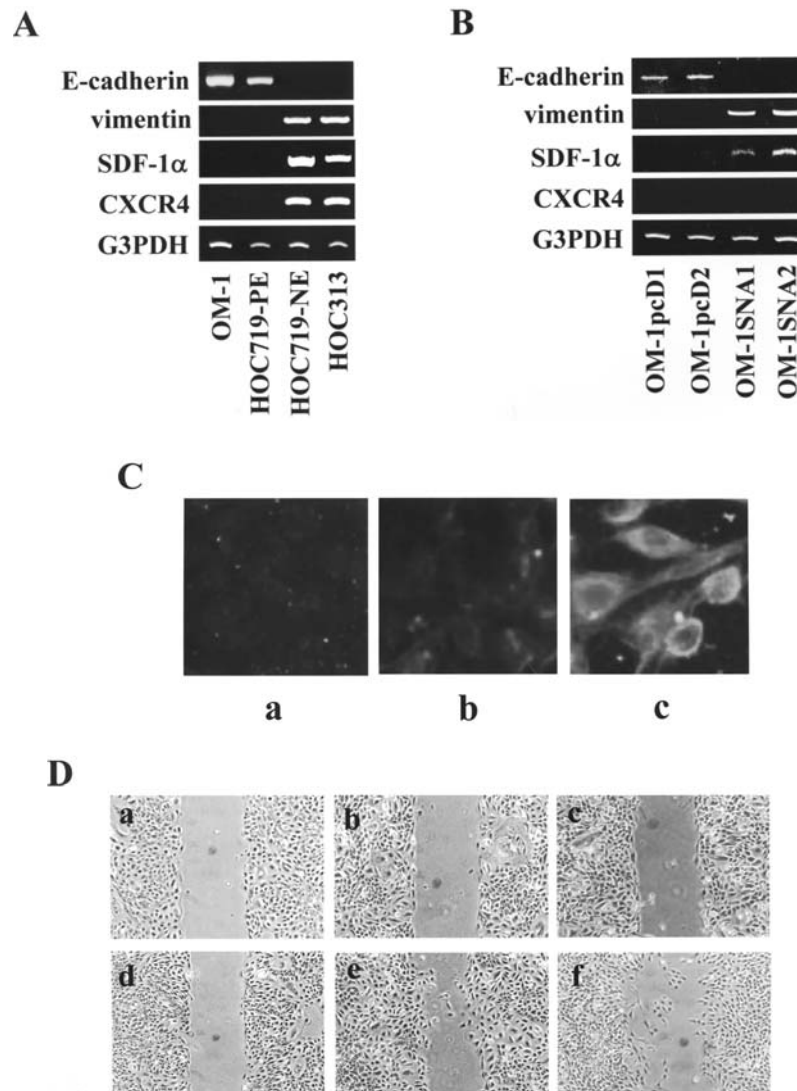 A
E-cadherin
vimentin
SDF-1α
CXCR4
G3PDH
OM-1
HOC719-PE
HOC719-NE
HOC313
B
E-cadherin
vimentin
SDF-1α
CXCR4
G3PDH
OM-1pcD1
OM-1pcD2
OM-1SNA1
OM-1SNA2
C
a
b
c
D
a
b
c
d
e
f